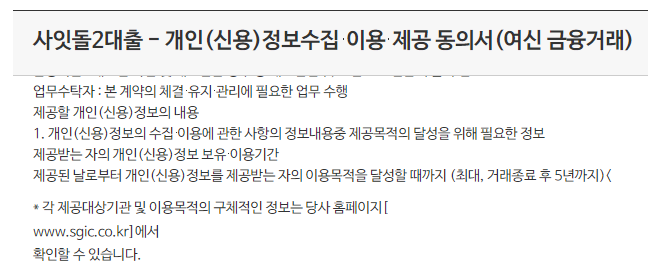 사잇돌2대출 - 개인(신용)정보수집·이용·제공 동의서(여신 금융거래)
업무수탁자 : 본 계약의 체결·유지·관리에 필요한 업무 수행
제공할 개인(신용)정보의 내용
1. 개인(신용)정보의 수집·이용에 관한 사항의 정보내용중 제공목적의 달성을 위해 필요한 정보
제공받는 자의 개인(신용)정보 보유·이용기간
제공된 날로부터 개인(신용)정보를 제공받는 자의 이용목적을 달성할 때까지 (최대, 거래종료 후 5년까지)<
* 각 제공대상기관 및 이용목적의 구체적인 정보는 당사 홈페이지[
www.sgic.co.kr]에서
확인할 수 있습니다.